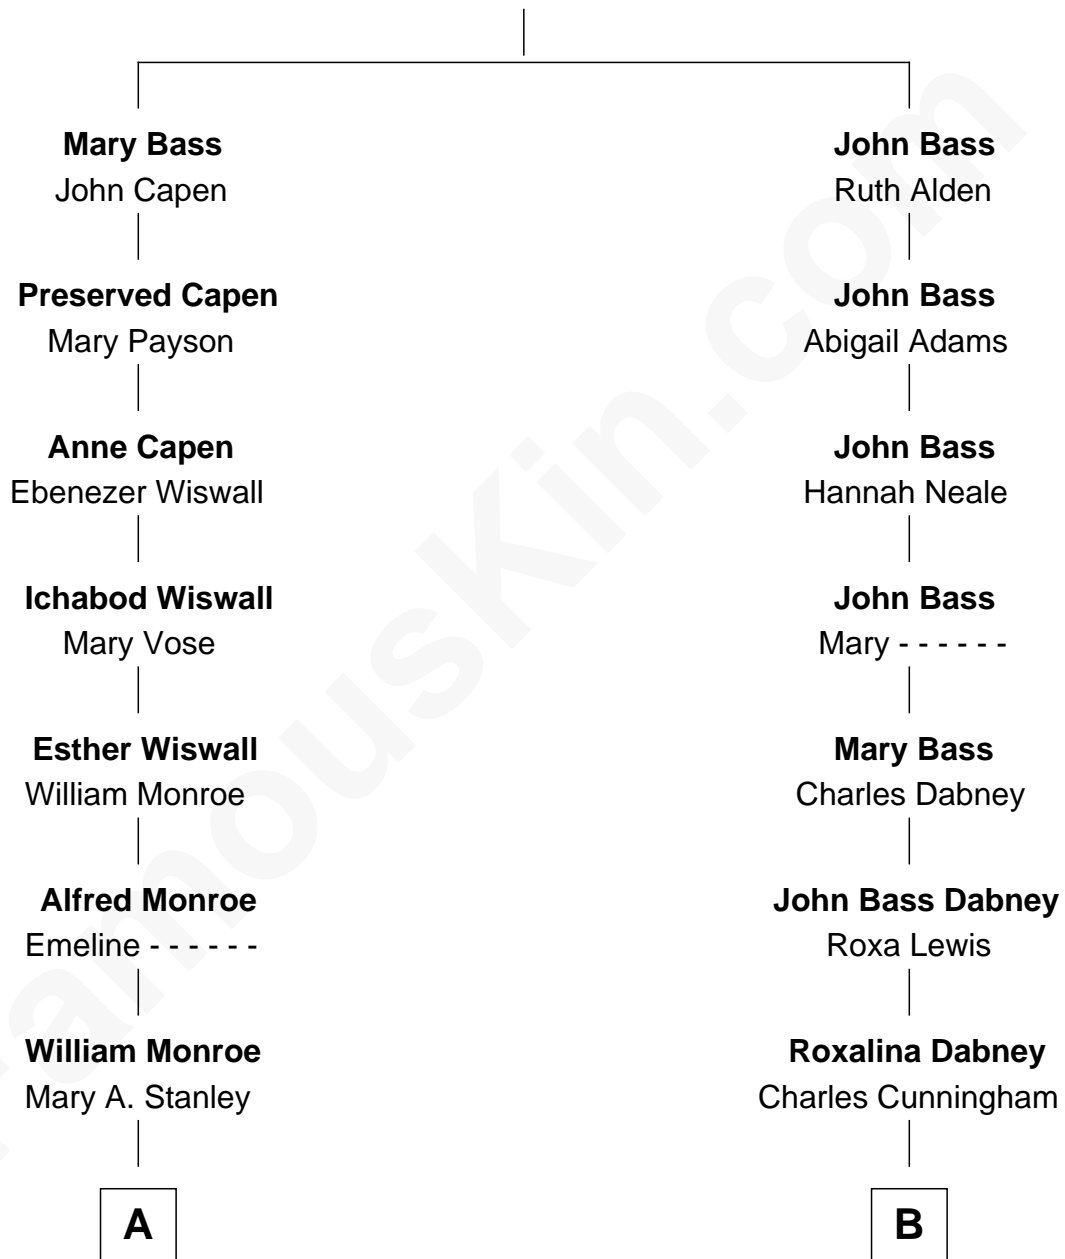 Mary Bass
John Capen
Preserved Capen
Mary Payson
Anne Capen
Ebenezer Wiswall
Ichabod Wiswall
Mary Vose
Esther Wiswall
William Monroe
Alfred Monroe
Emeline - - - - - -
William Monroe
Mary A. Stanley
A
John Bass
Ruth Alden
John Bass
Abigail Adams
John Bass
Hannah Neale
John Bass
Mary - - - - - -
Mary Bass
Charles Dabney
John Bass Dabney
Roxa Lewis
Roxalina Dabney
Charles Cunningham
B
FamousKin.com